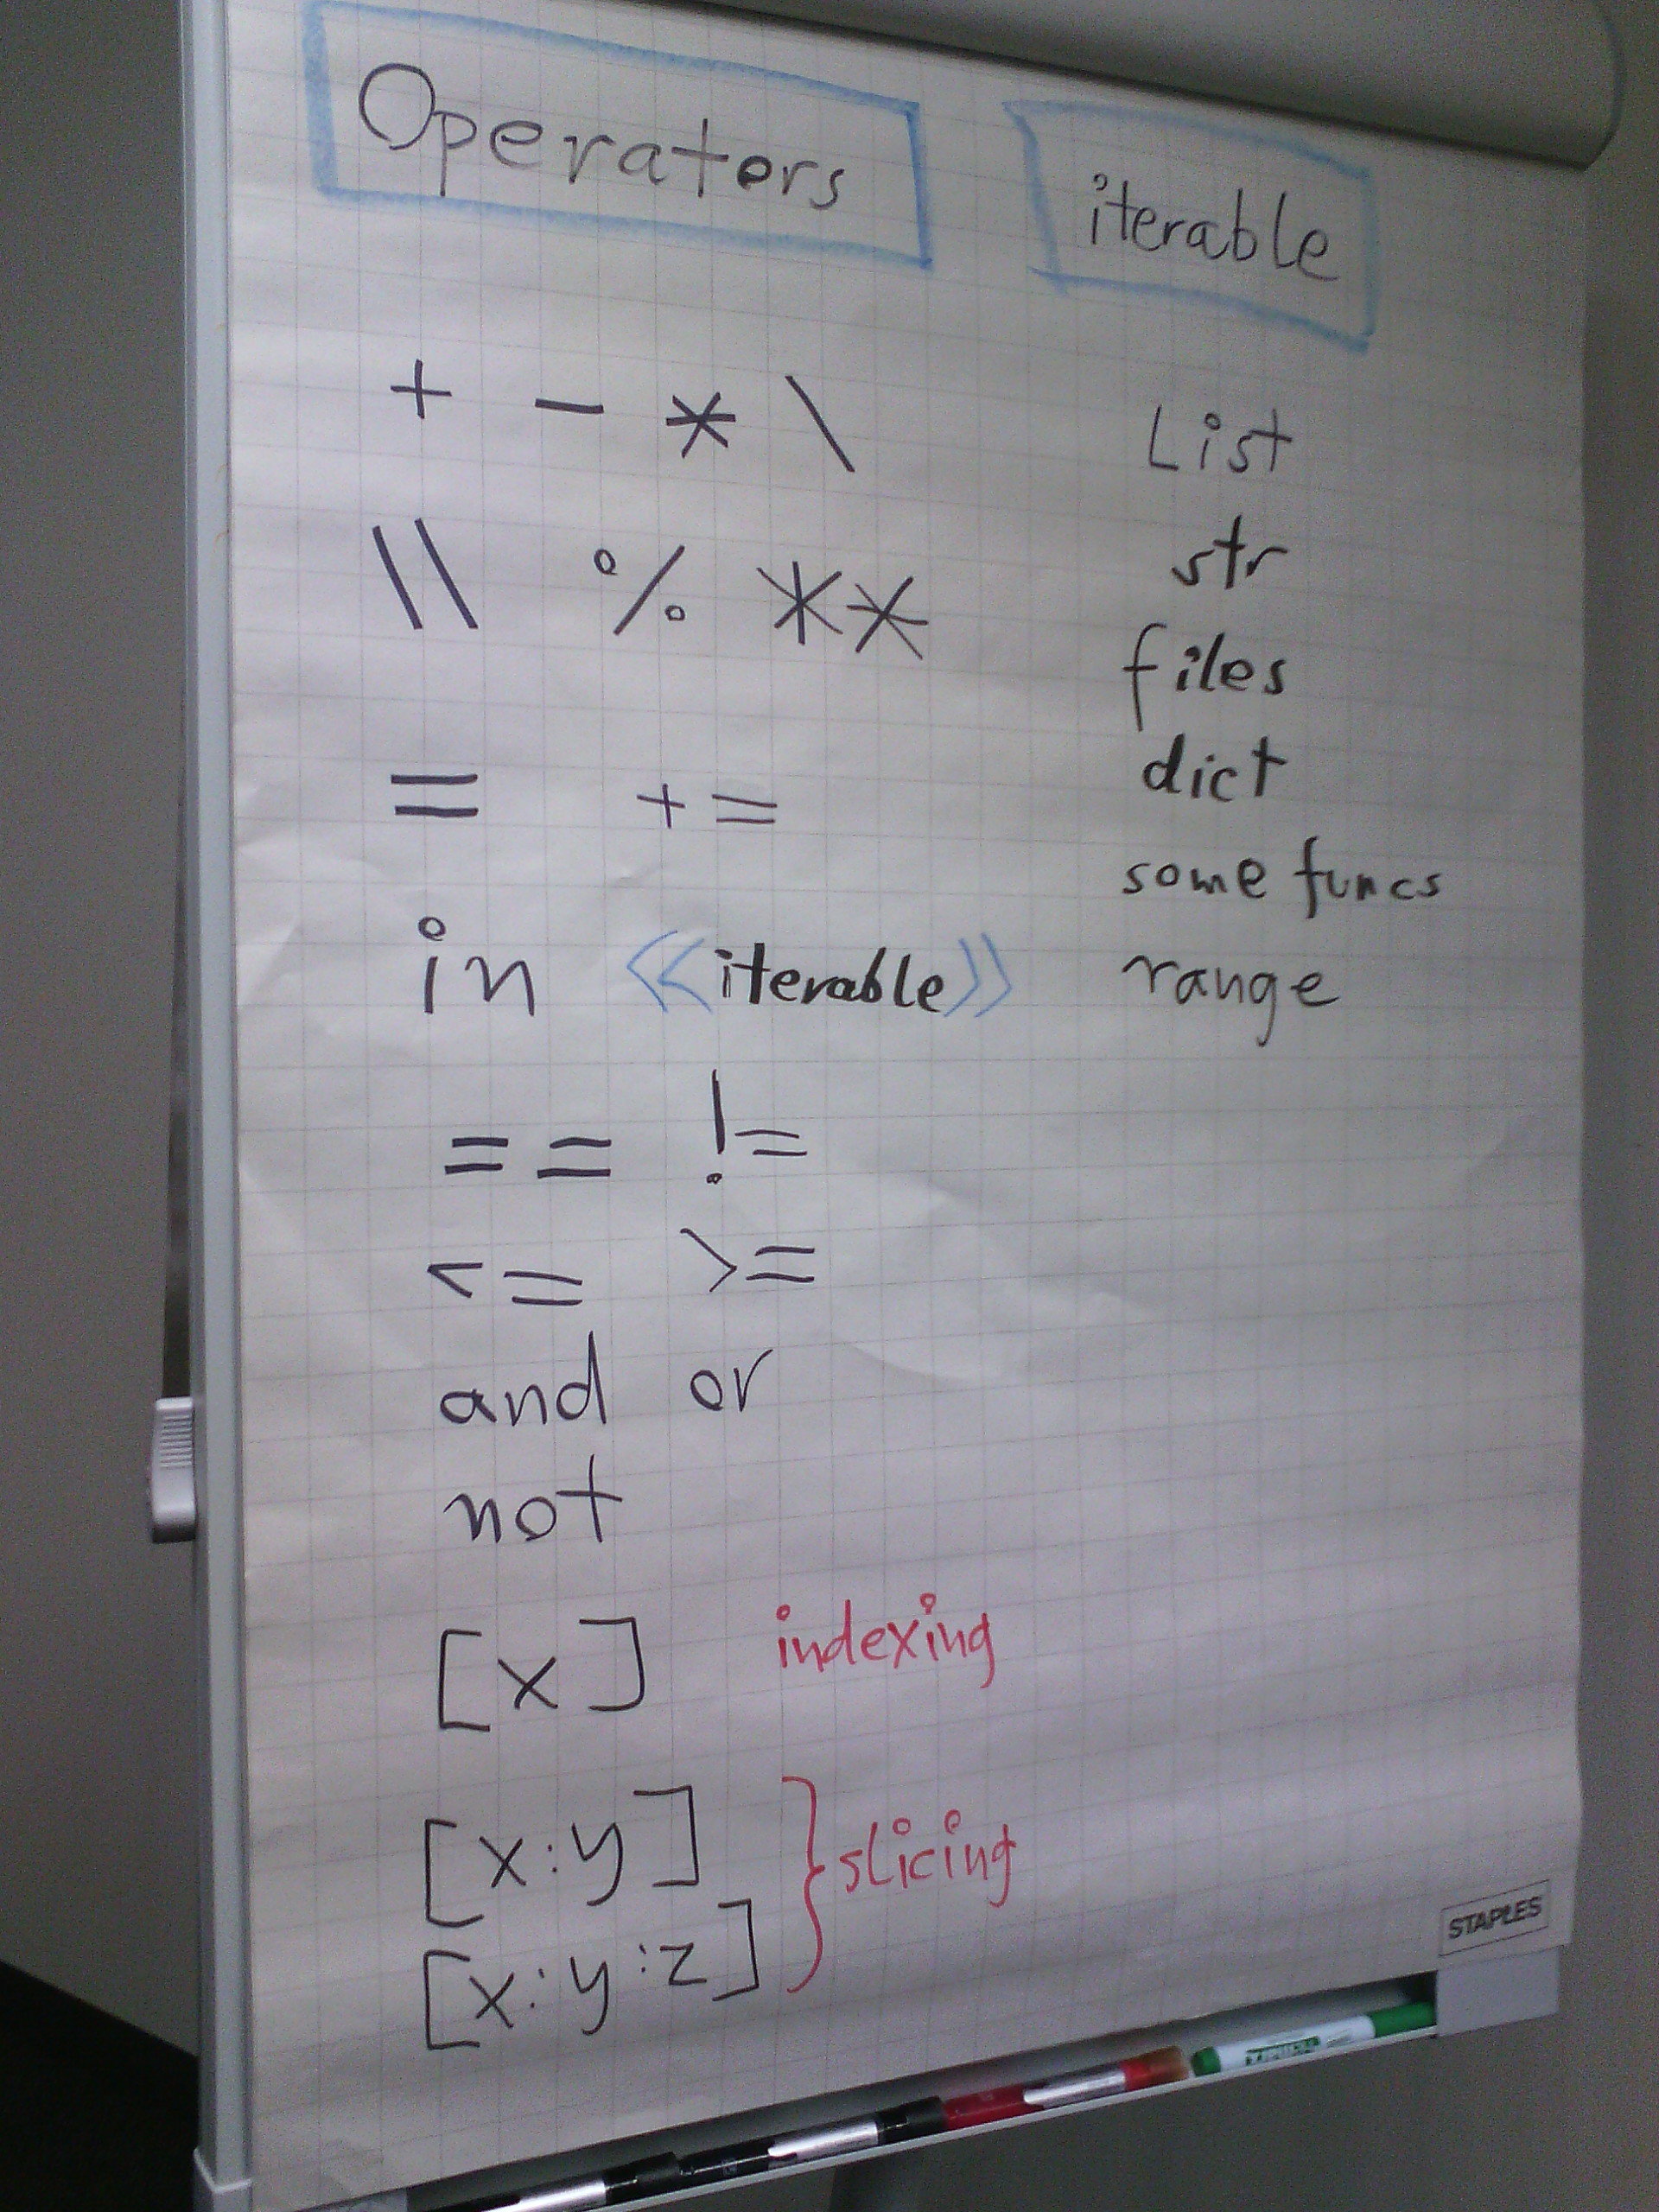 Operators
+ - * \
\\ % **
= +=
in <<iterable>>
== !=
<= >=
and or
not
[x] indexing
[x:y]
[x:y:z]
slicing
iterable
List
str
files
dict
some funcs
range
STAPLES